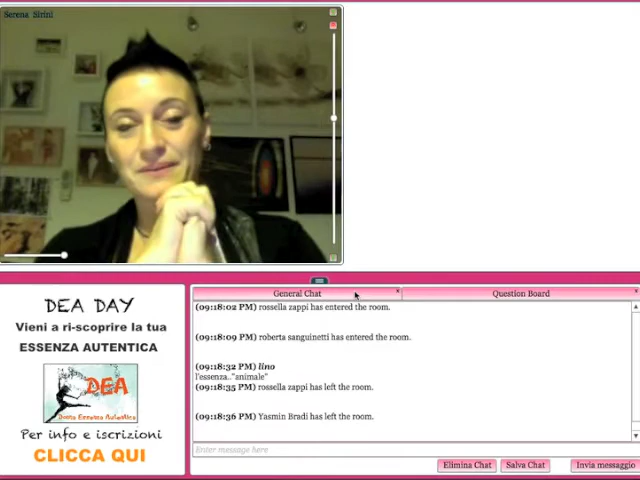 Serena Sirini
DEA DAY
Vieni a ri-scoprire la tua
ESSENZA AUTENTICA
DEA
Donna Essenza Autentica
Per info e iscrizioni
CLICCA QUI
General Chat
x
Question Board
x
(09:18:02 PM) rossella zappi has entered the room.
(09:18:09 PM) roberta sanguinetti has entered the room.
(09:18:32 PM) lino
l'essenza.."animale"
(09:18:35 PM) rossella zappi has left the room.
(09:18:36 PM) Yasmin Bradi has left the room.
Enter message here
Elimina Chat
Salva Chat
Invia messaggio